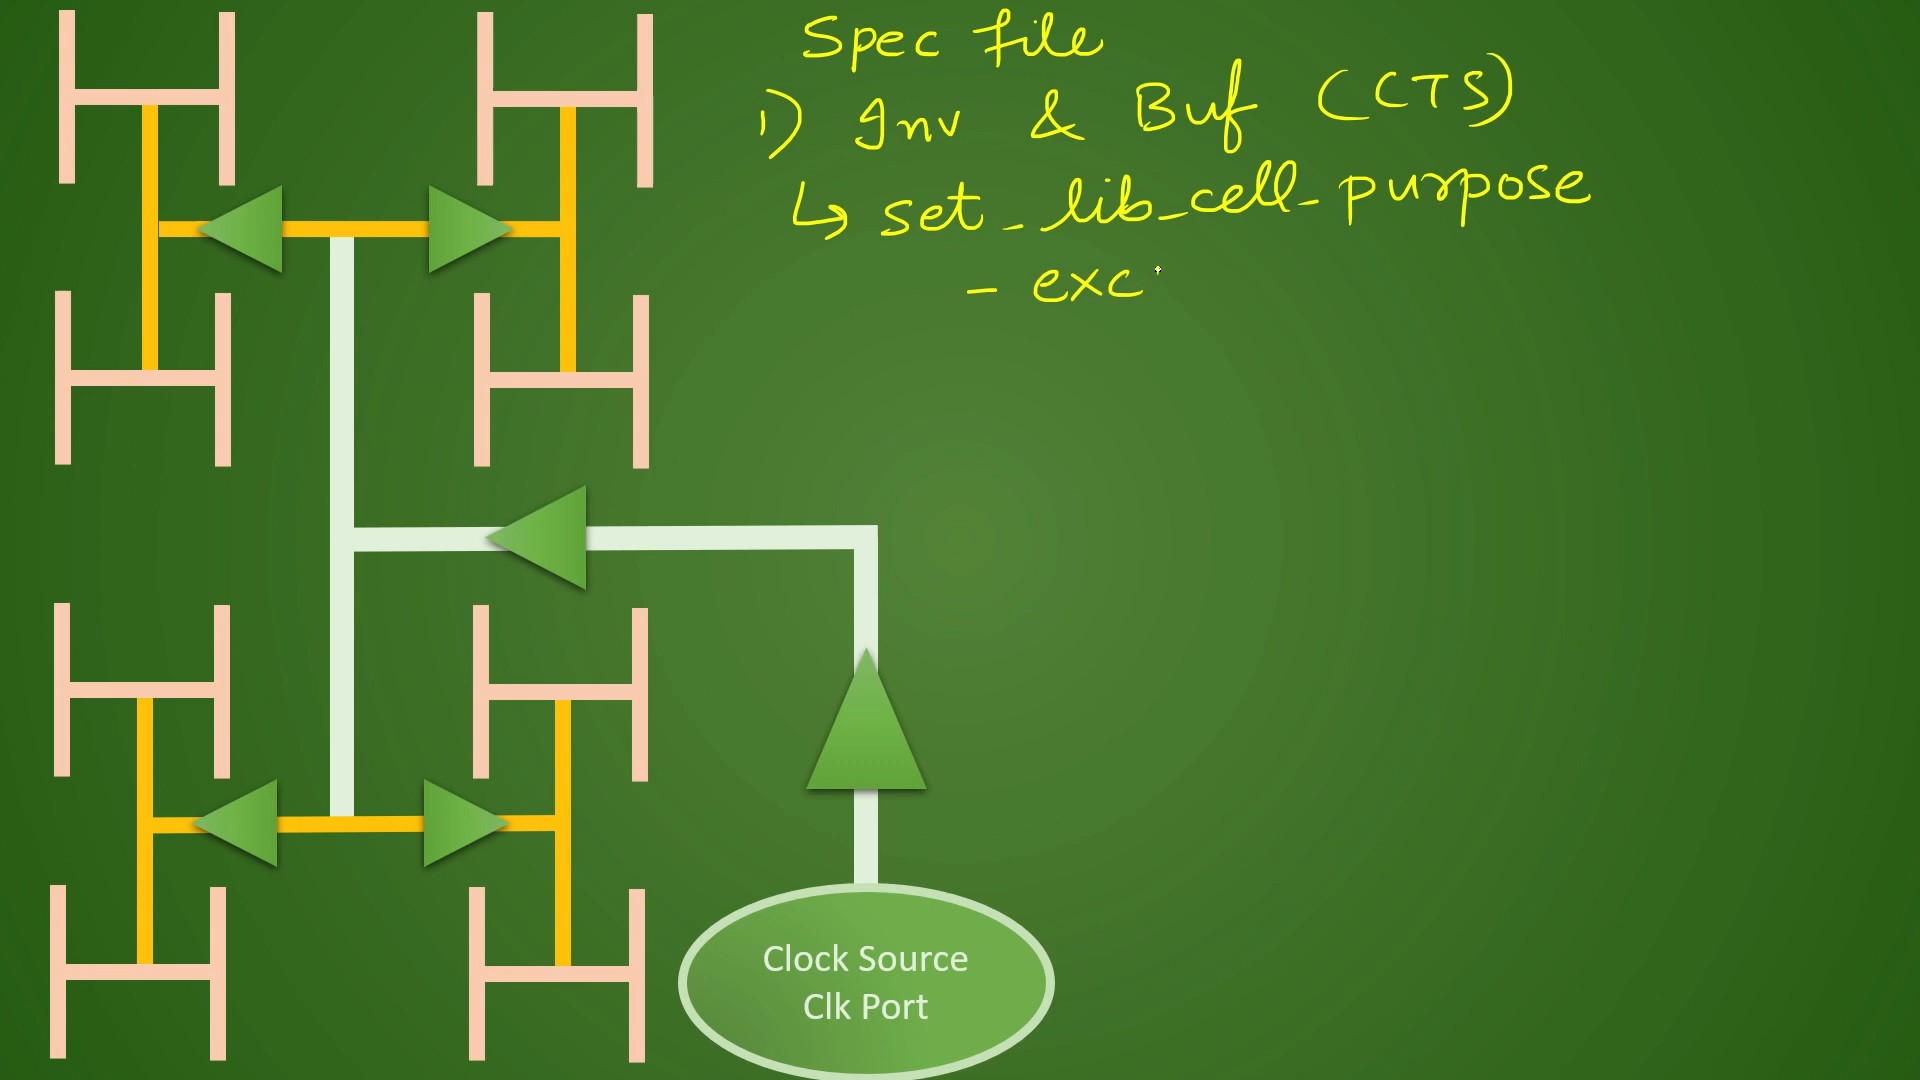 Spec file
1) Inv & Buf (CTS)
↳ set_lib_cell_purpose
- exc
Clock Source
Clk Port